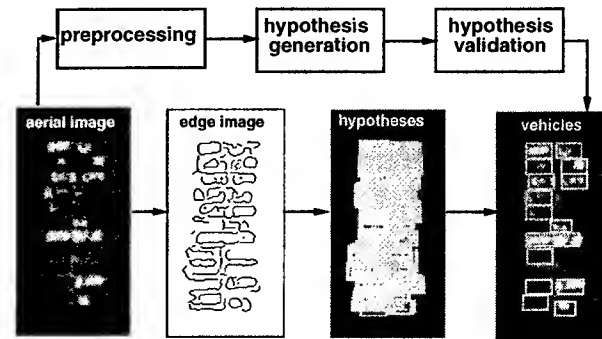 preprocessing
hypothesis
generation
hypothesis
validation
aerial image
edge image
hypotheses
vehicles